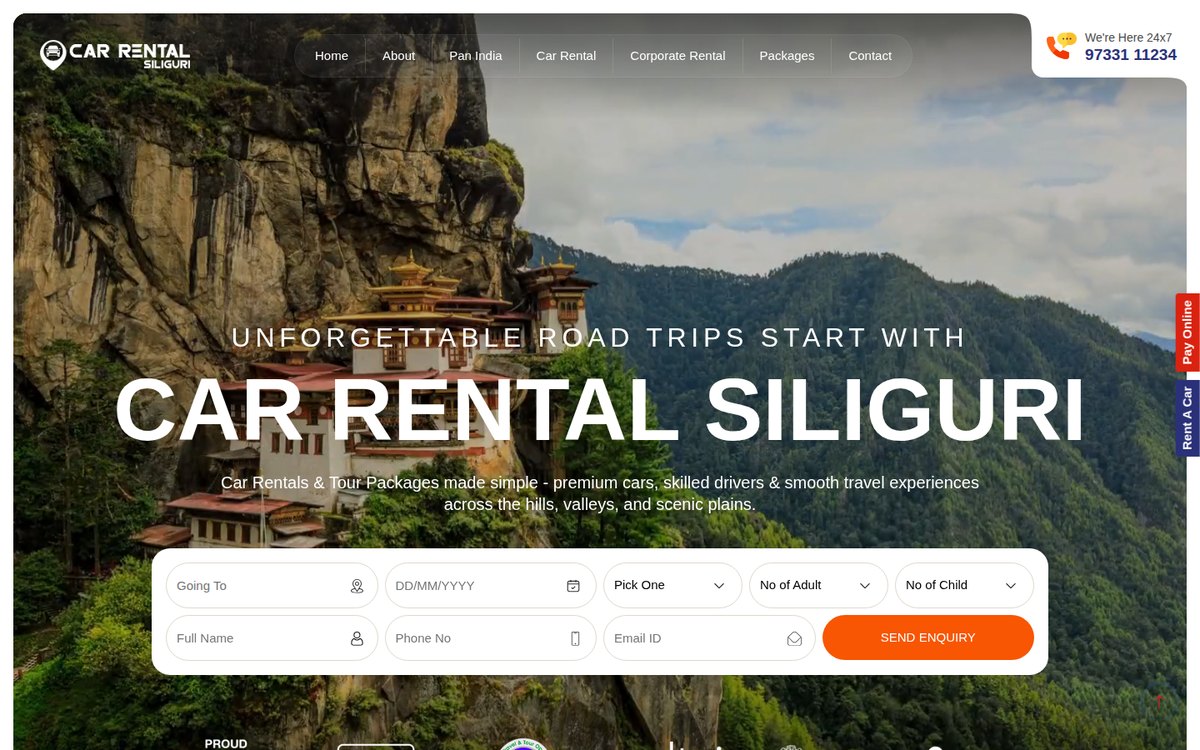 CAR RENTAL
SILIGURI
Home
About
Pan India
Car Rental
Corporate Rental
Packages
Contact
We're Here 24x7
97331 11234
Pay Online
Rent A Car
UNFORGETTABLE ROAD TRIPS START WITH
CAR RENTAL SILIGURI
Car Rentals & Tour Packages made simple - premium cars, skilled drivers & smooth travel experiences
across the hills, valleys, and scenic plains.
Going To
DD/MM/YYYY
Pick One
No of Adult
No of Child
Full Name
Phone No
Email ID
SEND ENQUIRY
PROUD